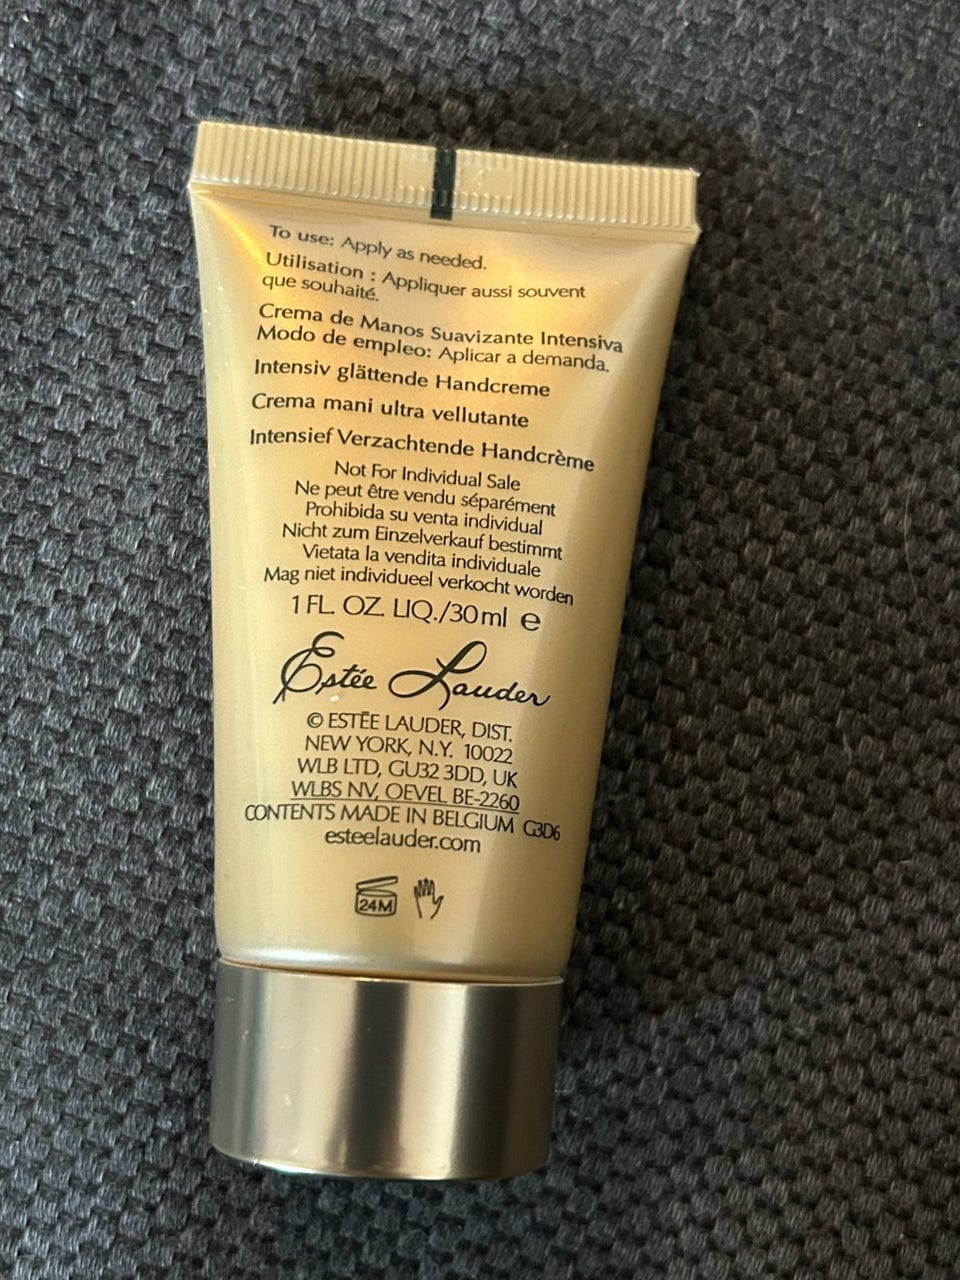 To use: Apply as needed.
Utilisation : Appliquer aussi souvent
que souhaité.
Crema de Manos Suavizante Intensiva
Modo de empleo: Aplicar a demanda.
Intensiv glättende Handcreme
Crema mani ultra vellutante
Intensief Verzachtende Handcrème
Not For Individual Sale
Ne peut être vendu séparément
Prohibida su venta individual
Nicht zum Einzelverkauf bestimmt
Vietata la vendita individuale
Mag niet individueel verkocht worden
1 FL. OZ. LIQ./30 ml e
Estée Lauder
© ESTĒE LAUDER, DIST.
NEW YORK, N.Y. 10022
WLB LTD, GU32 3DD, UK
WLBS NV, OEVEL BE-2260
CONTENTS MADE IN BELGIUM G3D6
esteelauder.com
24M